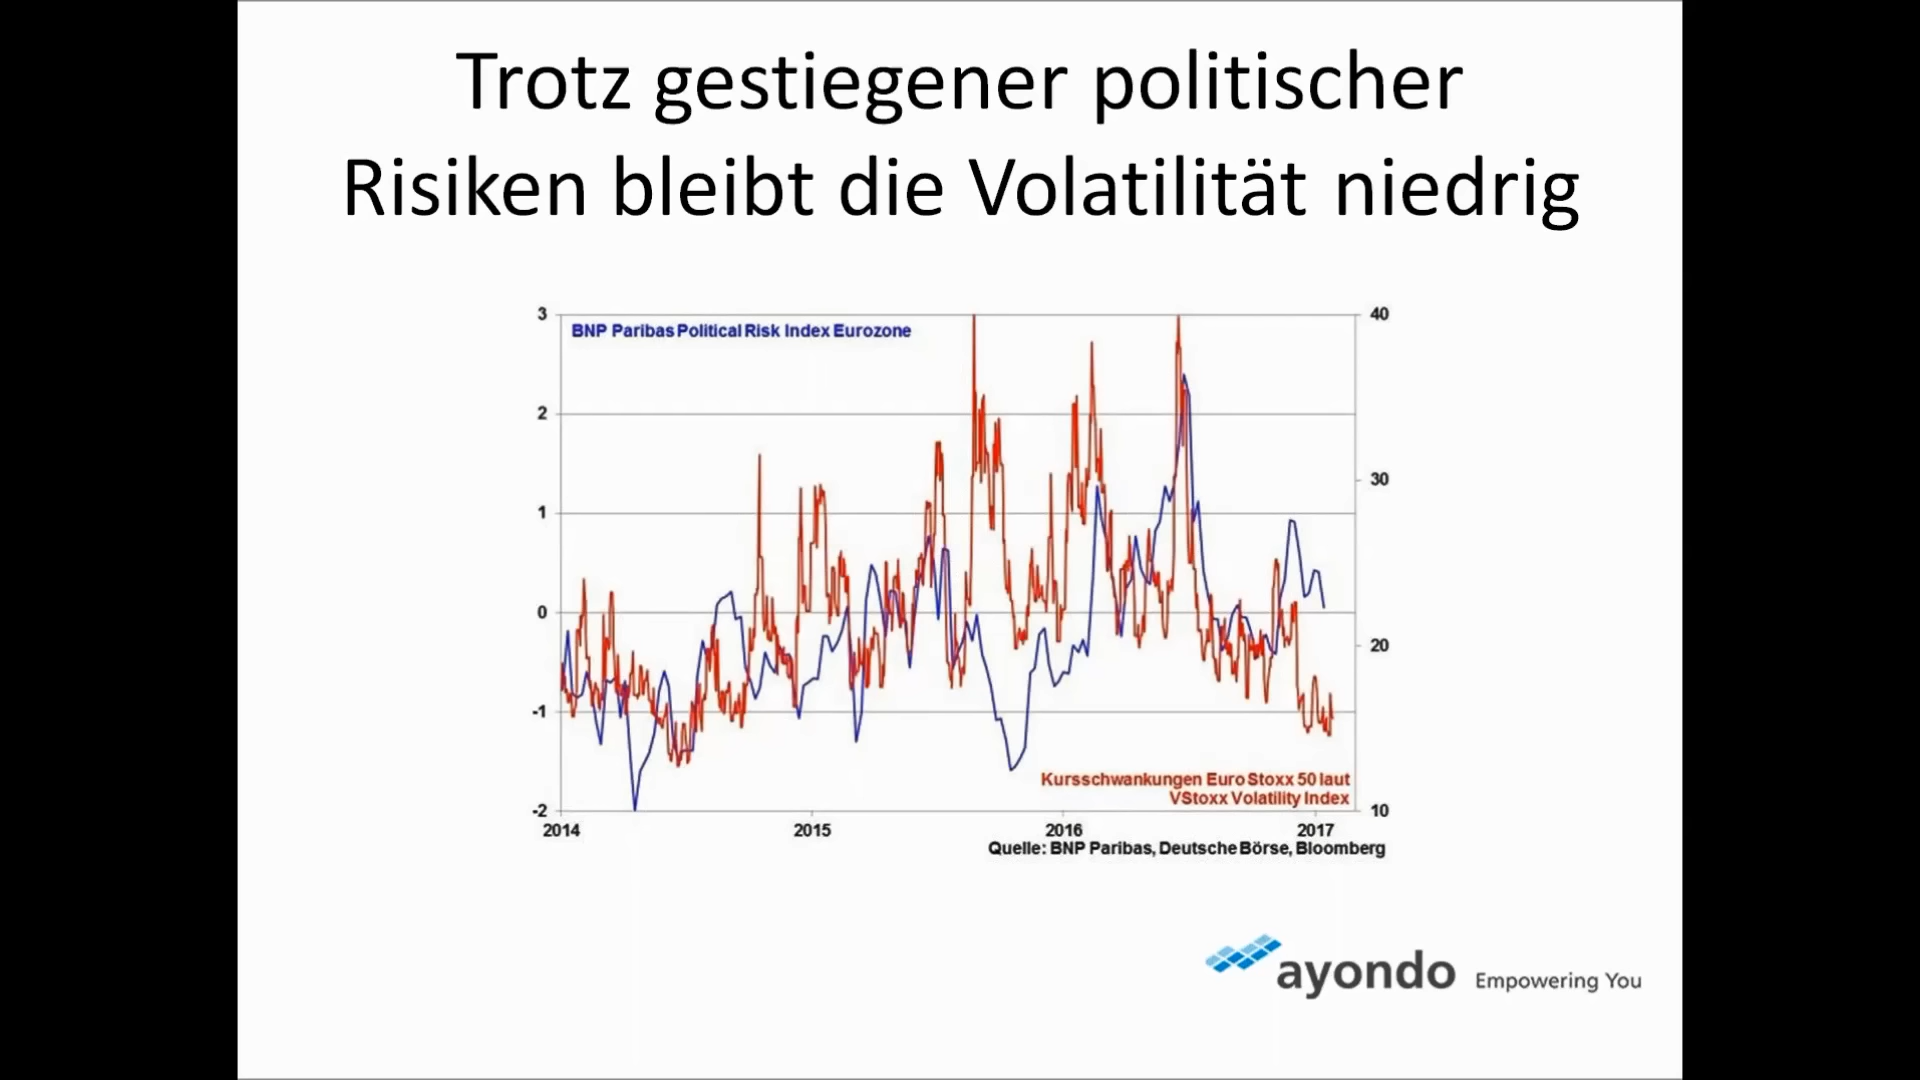 Trotz gestiegener politischer
Risiken bleibt die Volatilität niedrig
3
40
BNP Paribas Political Risk Index Eurozone
2
30
1
0
20
-1
Kursschwankungen Euro Stoxx 50 laut
VStoxx Volatility Index
-2
10
2014 2015 2016 2017
Quelle: BNP Paribas, Deutsche Börse, Bloomberg
ayondo Empowering You